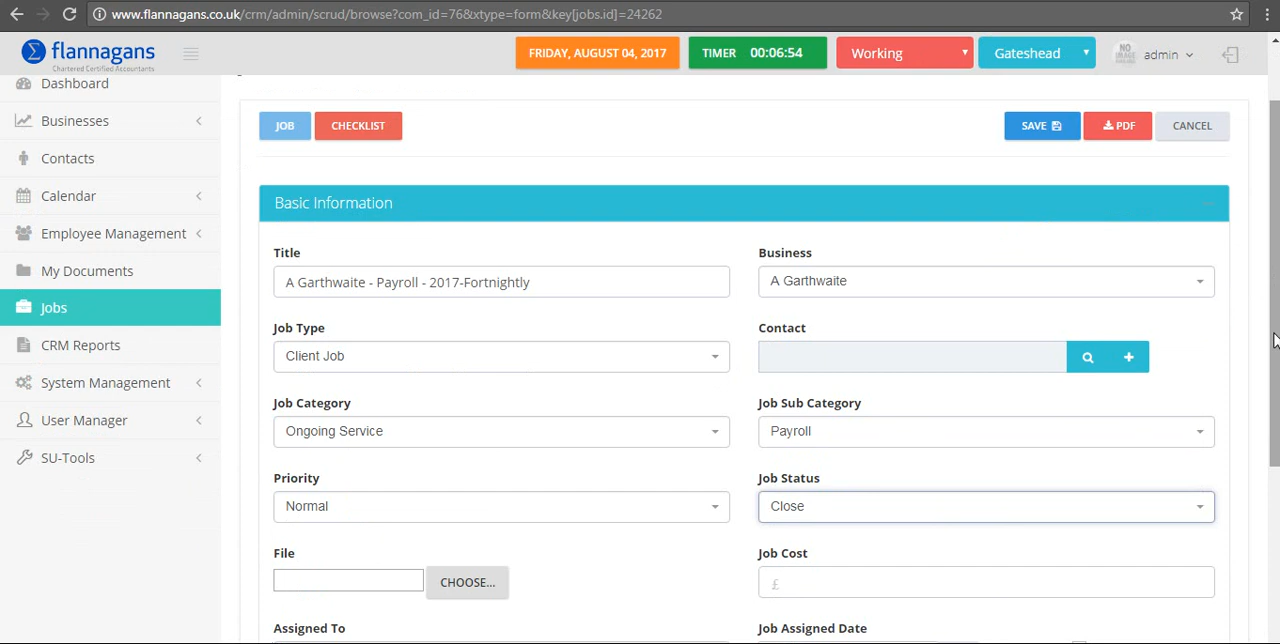 www.flannagans.co.uk/crm/admin/scrud/browse?com_id=76&xtype=form&key[jobs.id]=24262
Σ flannagans
Chartered Certified Accountants
FRIDAY, AUGUST 04, 2017
TIMER 00:06:54
Working
Gateshead
NO IMAGE AVAILABLE
admin
Dashboard
Businesses
Contacts
Calendar
Employee Management
My Documents
Jobs
CRM Reports
System Management
User Manager
SU-Tools
JOB
CHECKLIST
SAVE
PDF
CANCEL
Basic Information
Title
A Garthwaite - Payroll - 2017-Fortnightly
Business
A Garthwaite
Job Type
Client Job
Contact
Job Category
Ongoing Service
Job Sub Category
Payroll
Priority
Normal
Job Status
Close
File
CHOOSE...
Job Cost
£
Assigned To
Job Assigned Date